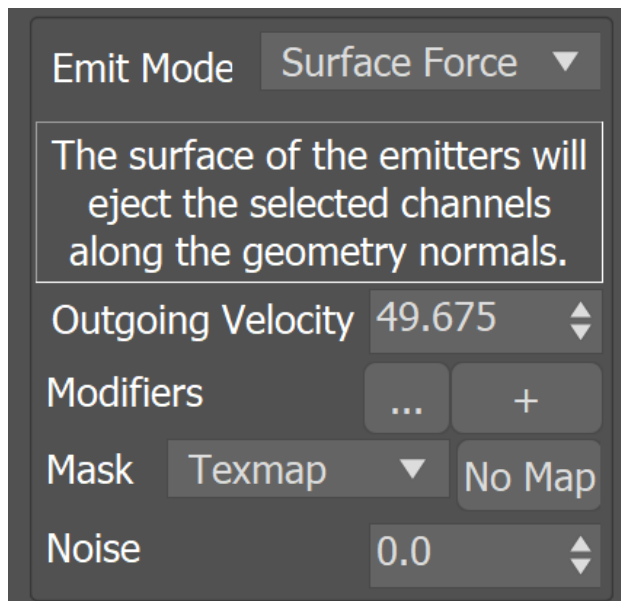 Emit Mode Surface Force
The surface of the emitters will
eject the selected channels
along the geometry normals.
Outgoing Velocity 49.675
Modifiers ... +
Mask Texmap No Map
Noise 0.0